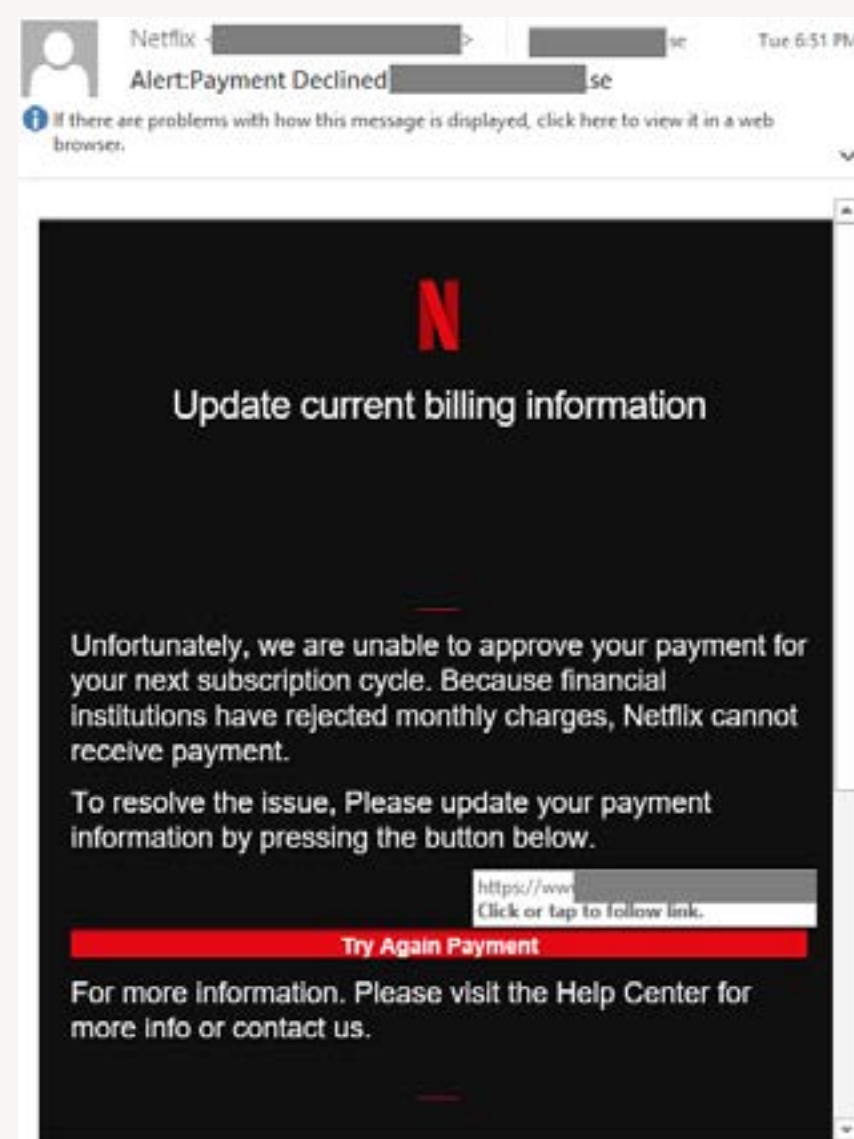 Netflix < >
se
Tue 6:51 PM
Alert:Payment Declined .se
If there are problems with how this message is displayed, click here to view it in a web
browser.
N
Update current billing information
Unfortunately, we are unable to approve your payment for
your next subscription cycle. Because financial
institutions have rejected monthly charges, Netflix cannot
receive payment.
To resolve the issue, Please update your payment
information by pressing the button below.
https://www
Click or tap to follow link.
Try Again Payment
For more information. Please visit the Help Center for
more info or contact us.